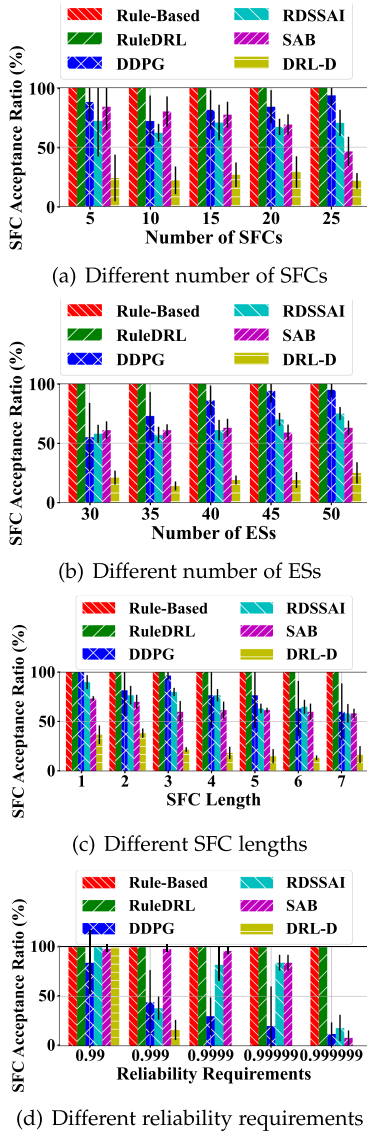 Rule-Based RDSSAI
RuleDRL SAB
DDPG DRL-D
SFC Acceptance Ratio (%)
100
50
0
5 10 15 20 25
Number of SFCs
(a) Different number of SFCs
Rule-Based RDSSAI
RuleDRL SAB
DDPG DRL-D
SFC Acceptance Ratio (%)
100
50
0
30 35 40 45 50
Number of ESs
(b) Different number of ESs
Rule-Based RDSSAI
RuleDRL SAB
DDPG DRL-D
SFC Acceptance Ratio (%)
100
50
0
1 2 3 4 5 6 7
SFC Length
(c) Different SFC lengths
Rule-Based RDSSAI
RuleDRL SAB
DDPG DRL-D
SFC Acceptance Ratio (%)
100
50
0
0.99 0.999 0.9999 0.99999 0.999999
Reliability Requirements
(d) Different reliability requirements